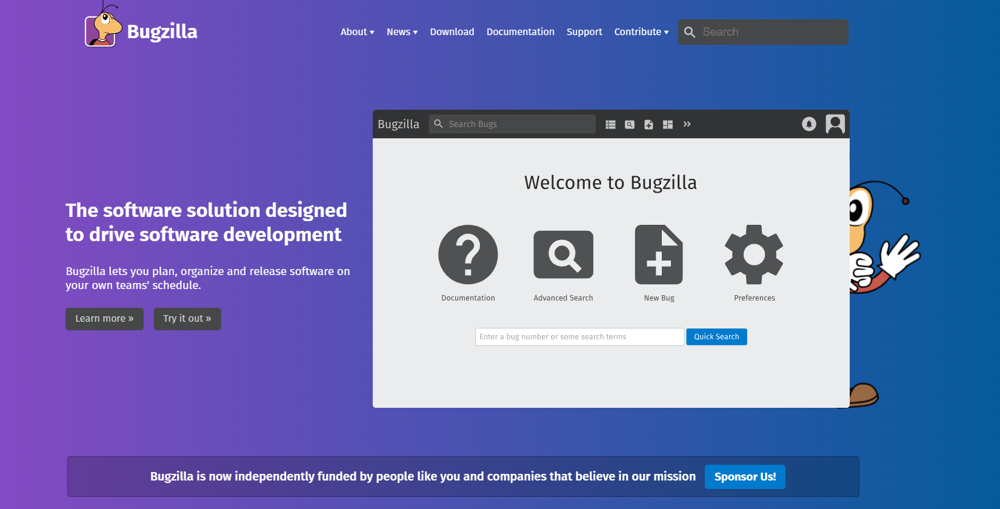 Bugzilla
About ▾ News ▾ Download Documentation Support Contribute ▾ Search
Bugzilla Search Bugs
Welcome to Bugzilla
The software solution designed
to drive software development
Bugzilla lets you plan, organize and release software on
your own teams' schedule.
Learn more » Try it out »
Documentation Advanced Search New Bug Preferences
Enter a bug number or some search terms Quick Search
Bugzilla is now independently funded by people like you and companies that believe in our mission Sponsor Us!